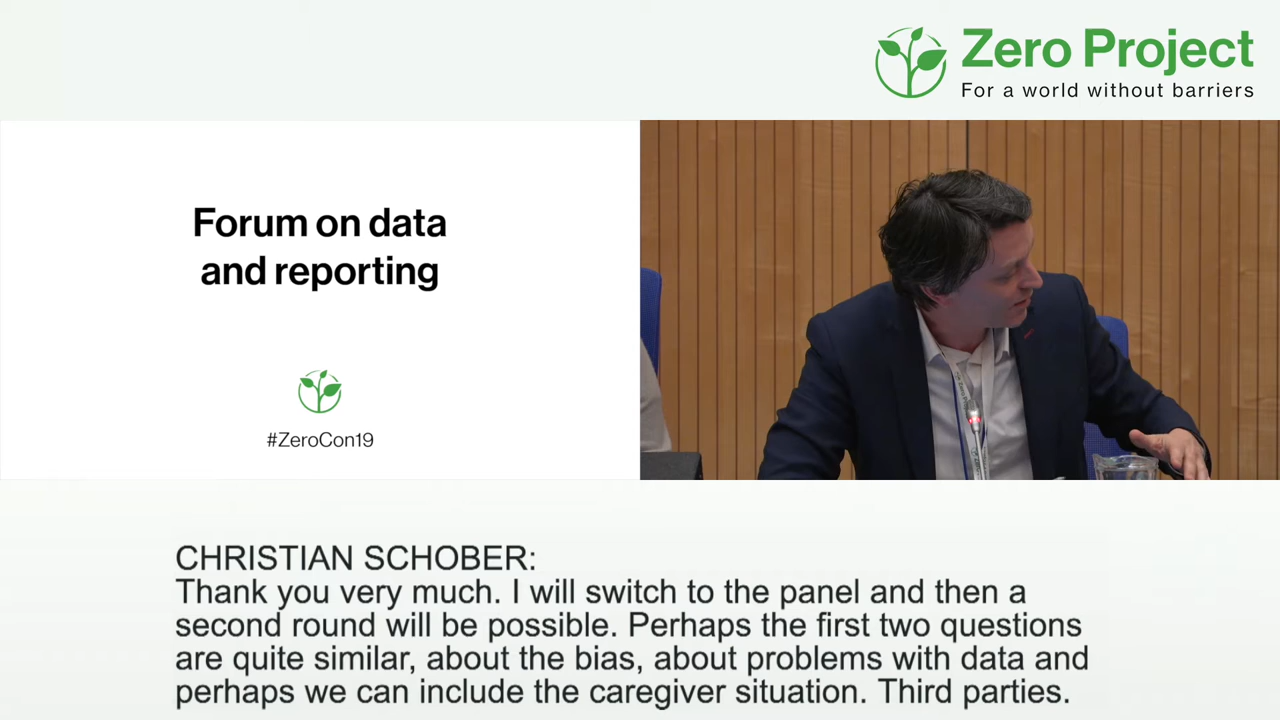 Zero Project
For a world without barriers
Forum on data
and reporting
#ZeroCon19
CHRISTIAN SCHOBER:
Thank you very much. I will switch to the panel and then a
second round will be possible. Perhaps the first two questions
are quite similar, about the bias, about problems with data and
perhaps we can include the caregiver situation. Third parties.